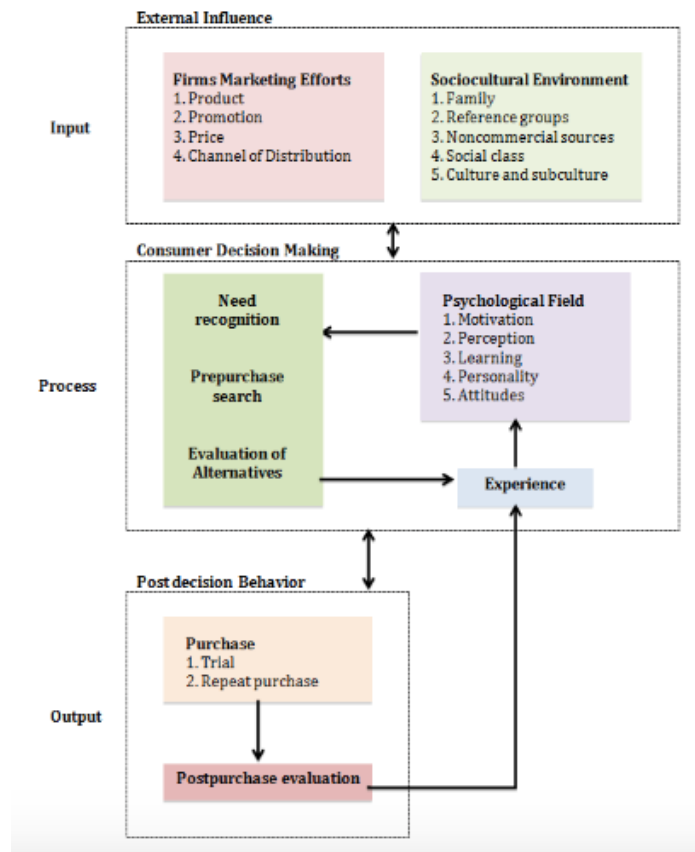 External Influence
Input
Firms Marketing Efforts
1. Product
2. Promotion
3. Price
4. Channel of Distribution
Sociocultural Environment
1. Family
2. Reference groups
3. Noncommercial sources
4. Social class
5. Culture and subculture
Consumer Decision Making
Process
Need
recognition
Prepurchase
search
Evaluation of
Alternatives
Psychological Field
1. Motivation
2. Perception
3. Learning
4. Personality
5. Attitudes
Experience
Post decision Behavior
Output
Purchase
1. Trial
2. Repeat purchase
Postpurchase evaluation